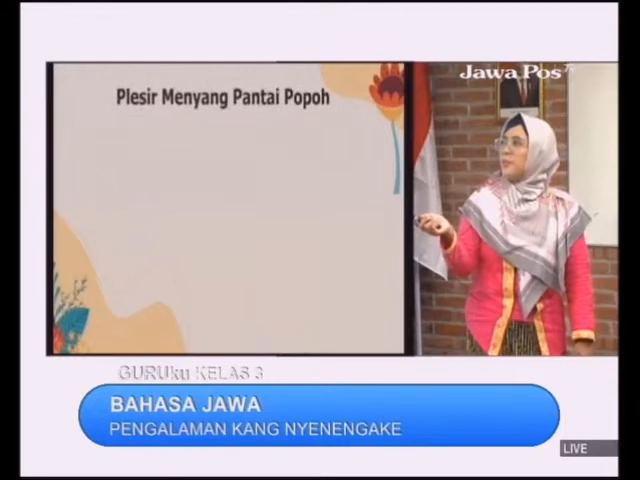 Jawa Pos
Plesir Menyang Pantai Popoh
GURUku KELAS 3
BAHASA JAWA
PENGALAMAN KANG NYENENGAKE
LIVE